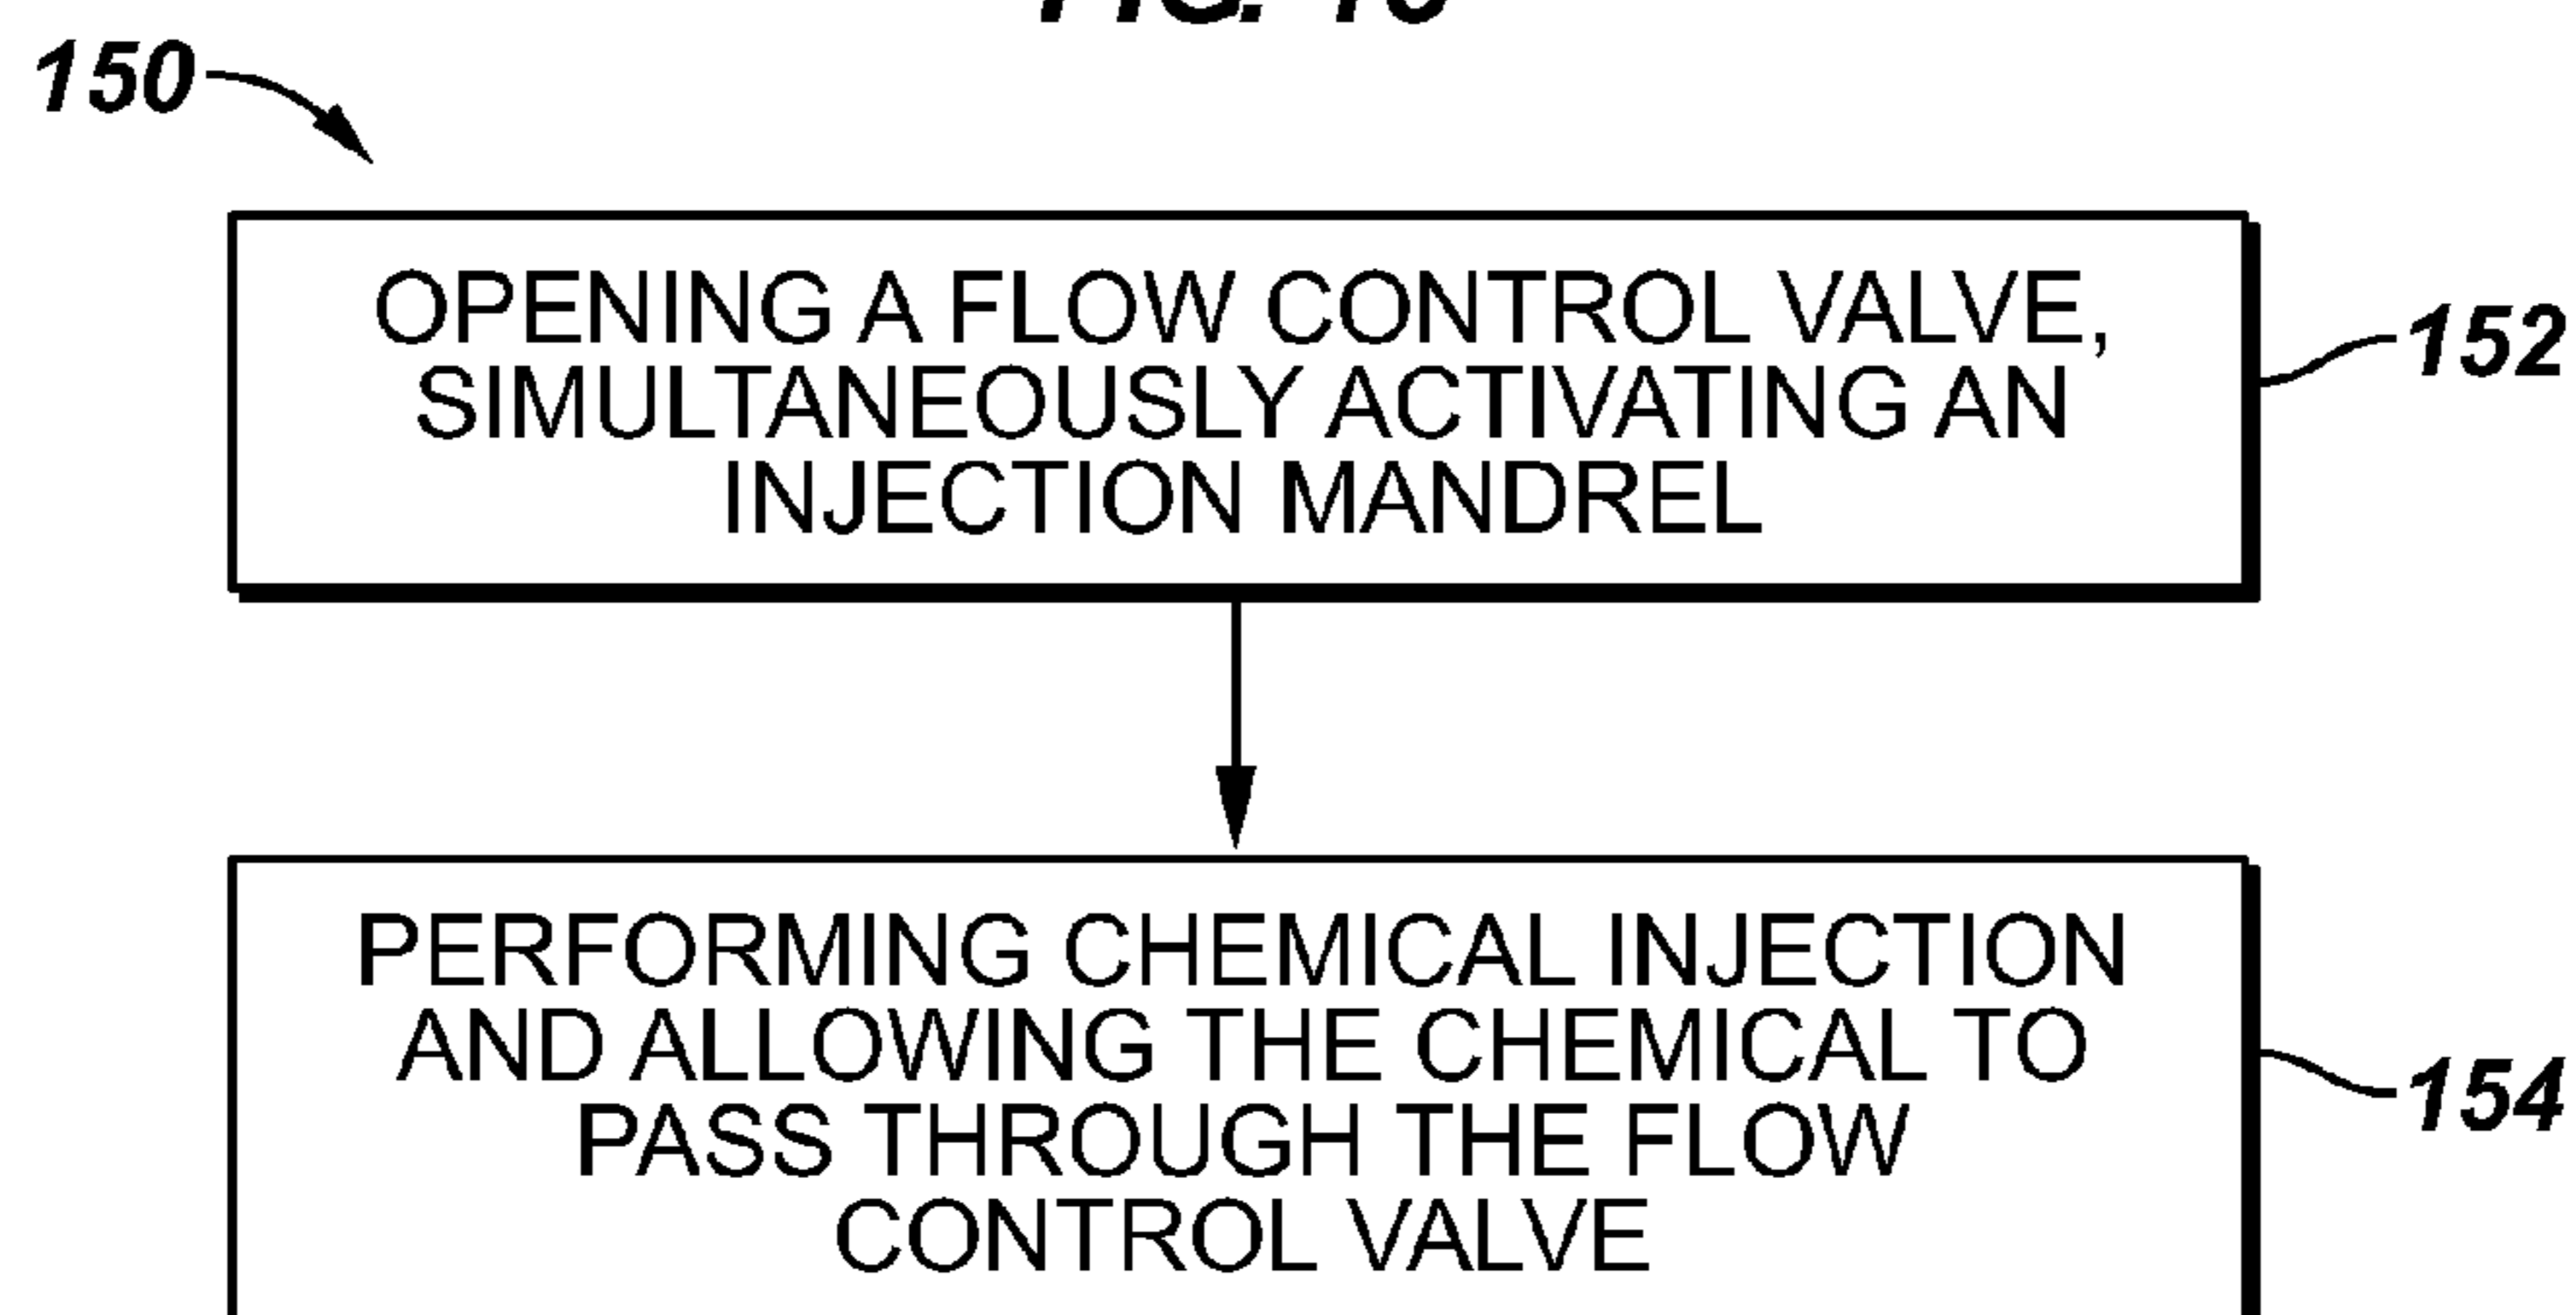 150
OPENING A FLOW CONTROL VALVE,
SIMULTANEOUSLY ACTIVATING AN
INJECTION MANDREL
152
PERFORMING CHEMICAL INJECTION
AND ALLOWING THE CHEMICAL TO
PASS THROUGH THE FLOW
CONTROL VALVE
154